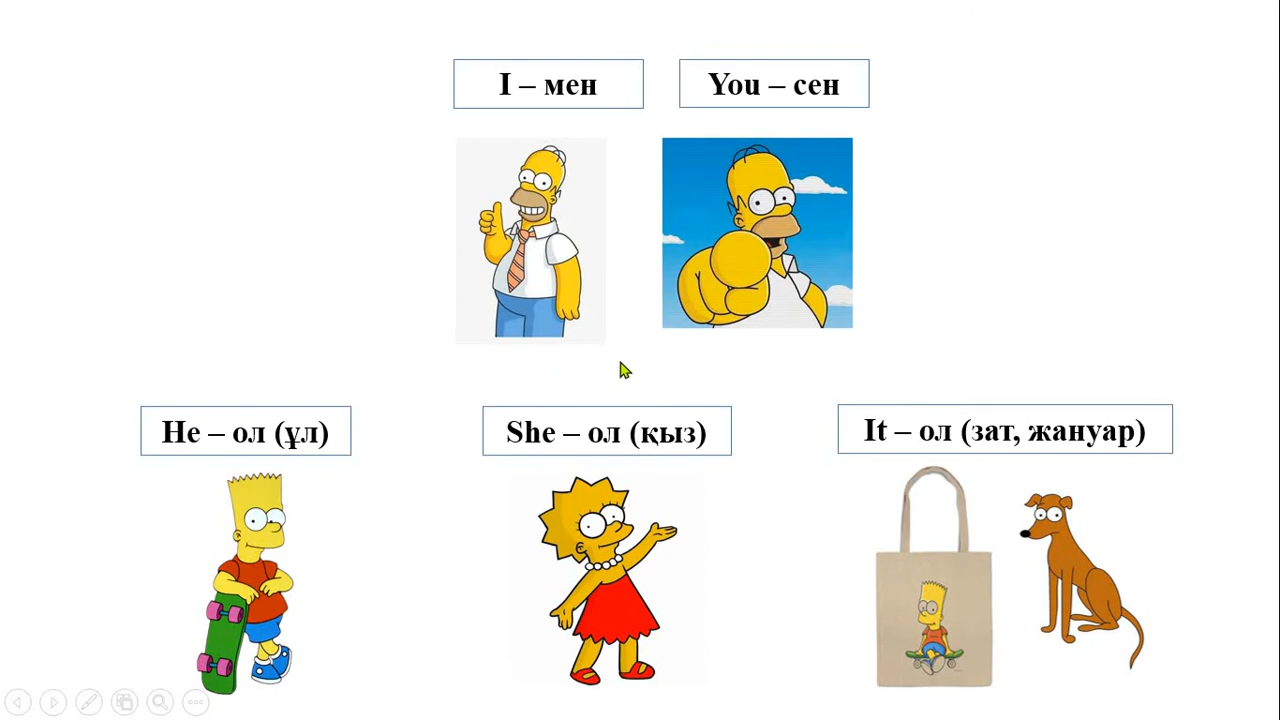 I – мен
You – сен
He – ол (ұл)
She – ол (қыз)
It – ол (зат, жануар)